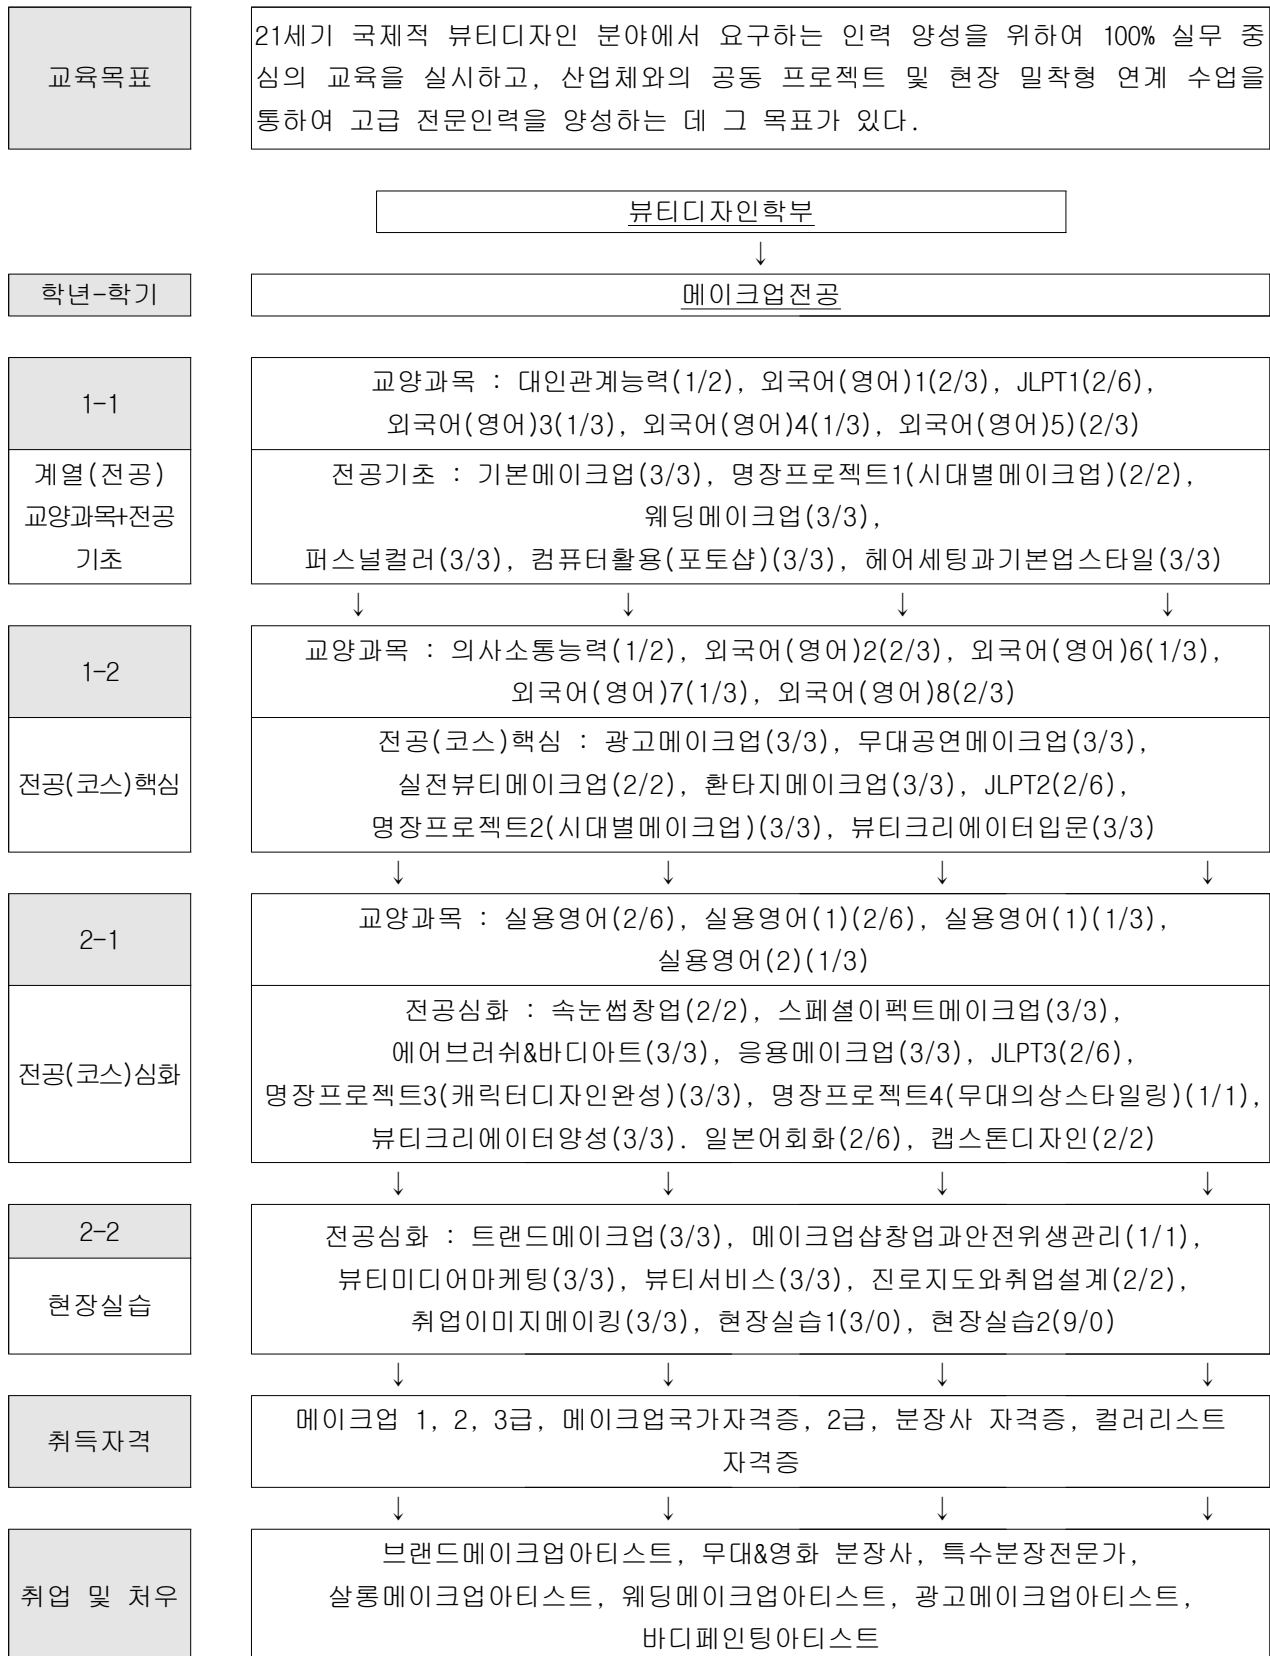 교육목표
21세기 국제적 뷰티디자인 분야에서 요구하는 인력 양성을 위하여 100% 실무 중
심의 교육을 실시하고, 산업체와의 공동 프로젝트 및 현장 밀착형 연계 수업을
통하여 고급 전문인력을 양성하는 데 그 목표가 있다.
뷰티디자인학부
↓
학년-학기
메이크업전공
1-1
교양과목 : 대인관계능력(1/2), 외국어(영어)1(2/3), JLPT1(2/6),
외국어(영어)3(1/3), 외국어(영어)4(1/3), 외국어(영어)5)(2/3)
계열(전공)
교양과목+전공
기초
전공기초 : 기본메이크업(3/3), 명장프로젝트1(시대별메이크업)(2/2),
웨딩메이크업(3/3),
퍼스널컬러(3/3), 컴퓨터활용(포토샵)(3/3), 헤어세팅과기본업스타일(3/3)
↓ ↓ ↓ ↓
1-2
교양과목 : 의사소통능력(1/2), 외국어(영어)2(2/3), 외국어(영어)6(1/3),
외국어(영어)7(1/3), 외국어(영어)8(2/3)
전공(코스)핵심
전공(코스)핵심 : 광고메이크업(3/3), 무대공연메이크업(3/3),
실전뷰티메이크업(2/2), 환타지메이크업(3/3), JLPT2(2/6),
명장프로젝트2(시대별메이크업)(3/3), 뷰티크리에이터입문(3/3)
↓ ↓ ↓ ↓
2-1
교양과목 : 실용영어(2/6), 실용영어(1)(2/6), 실용영어(1)(1/3),
실용영어(2)(1/3)
전공(코스)심화
전공심화 : 속눈썹창업(2/2), 스페셜이펙트메이크업(3/3),
에어브러쉬&바디아트(3/3), 응용메이크업(3/3), JLPT3(2/6),
명장프로젝트3(캐릭터디자인완성)(3/3), 명장프로젝트4(무대의상스타일링)(1/1),
뷰티크리에이터양성(3/3). 일본어회화(2/6), 캡스톤디자인(2/2)
↓ ↓ ↓ ↓
2-2
현장실습
전공심화 : 트랜드메이크업(3/3), 메이크업샵창업과안전위생관리(1/1),
뷰티미디어마케팅(3/3), 뷰티서비스(3/3), 진로지도와취업설계(2/2),
취업이미지메이킹(3/3), 현장실습1(3/0), 현장실습2(9/0)
↓ ↓ ↓ ↓
취득자격
메이크업 1, 2, 3급, 메이크업국가자격증, 2급, 분장사 자격증, 컬러리스트
자격증
↓ ↓ ↓ ↓
취업 및 처우
브랜드메이크업아티스트, 무대&영화 분장사, 특수분장전문가,
살롱메이크업아티스트, 웨딩메이크업아티스트, 광고메이크업아티스트,
바디페인팅아티스트